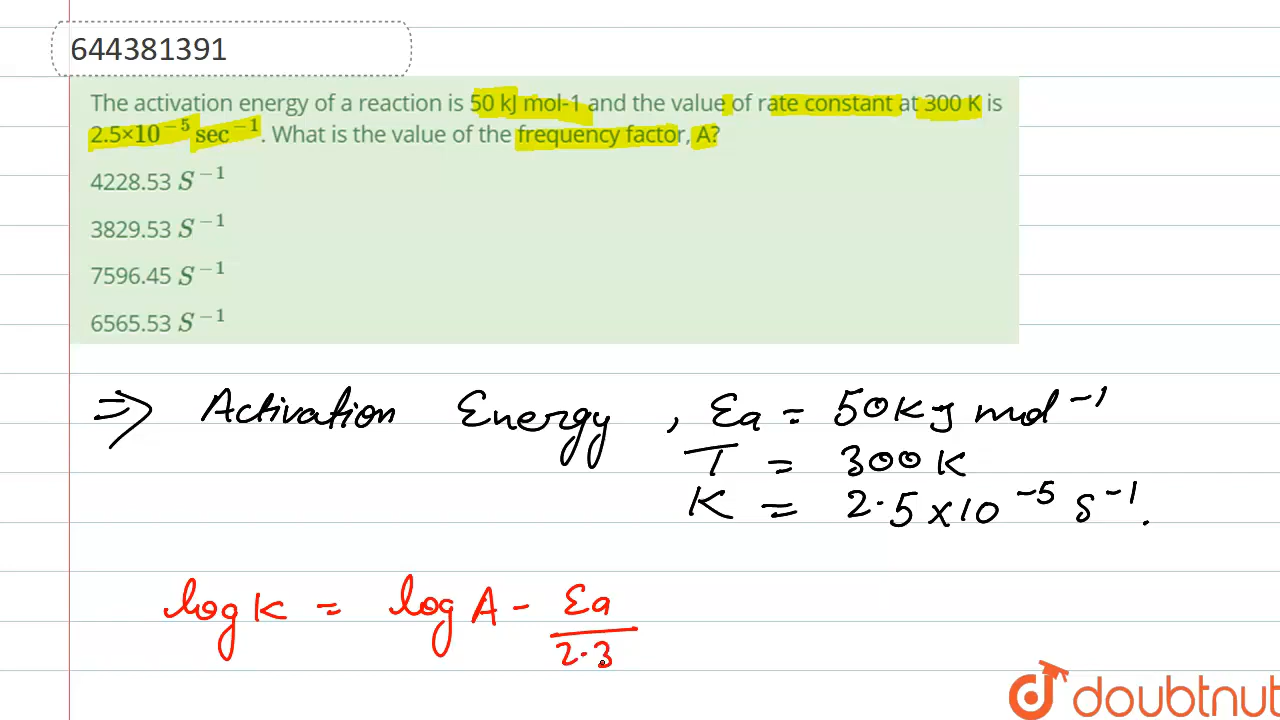 644381391
The activation energy of a reaction is 50 kJ mol-1 and the value of rate constant at 300 K is
2.5×10⁻⁵ sec⁻¹. What is the value of the frequency factor, A?
4228.53 S⁻¹
3829.53 S⁻¹
7596.45 S⁻¹
6565.53 S⁻¹
⇒ Activation Energy, Ea = 50 KJ mol⁻¹
T = 300 K
K = 2.5 × 10⁻⁵ S⁻¹.
log K = log A - Ea
2.3
doubtnut